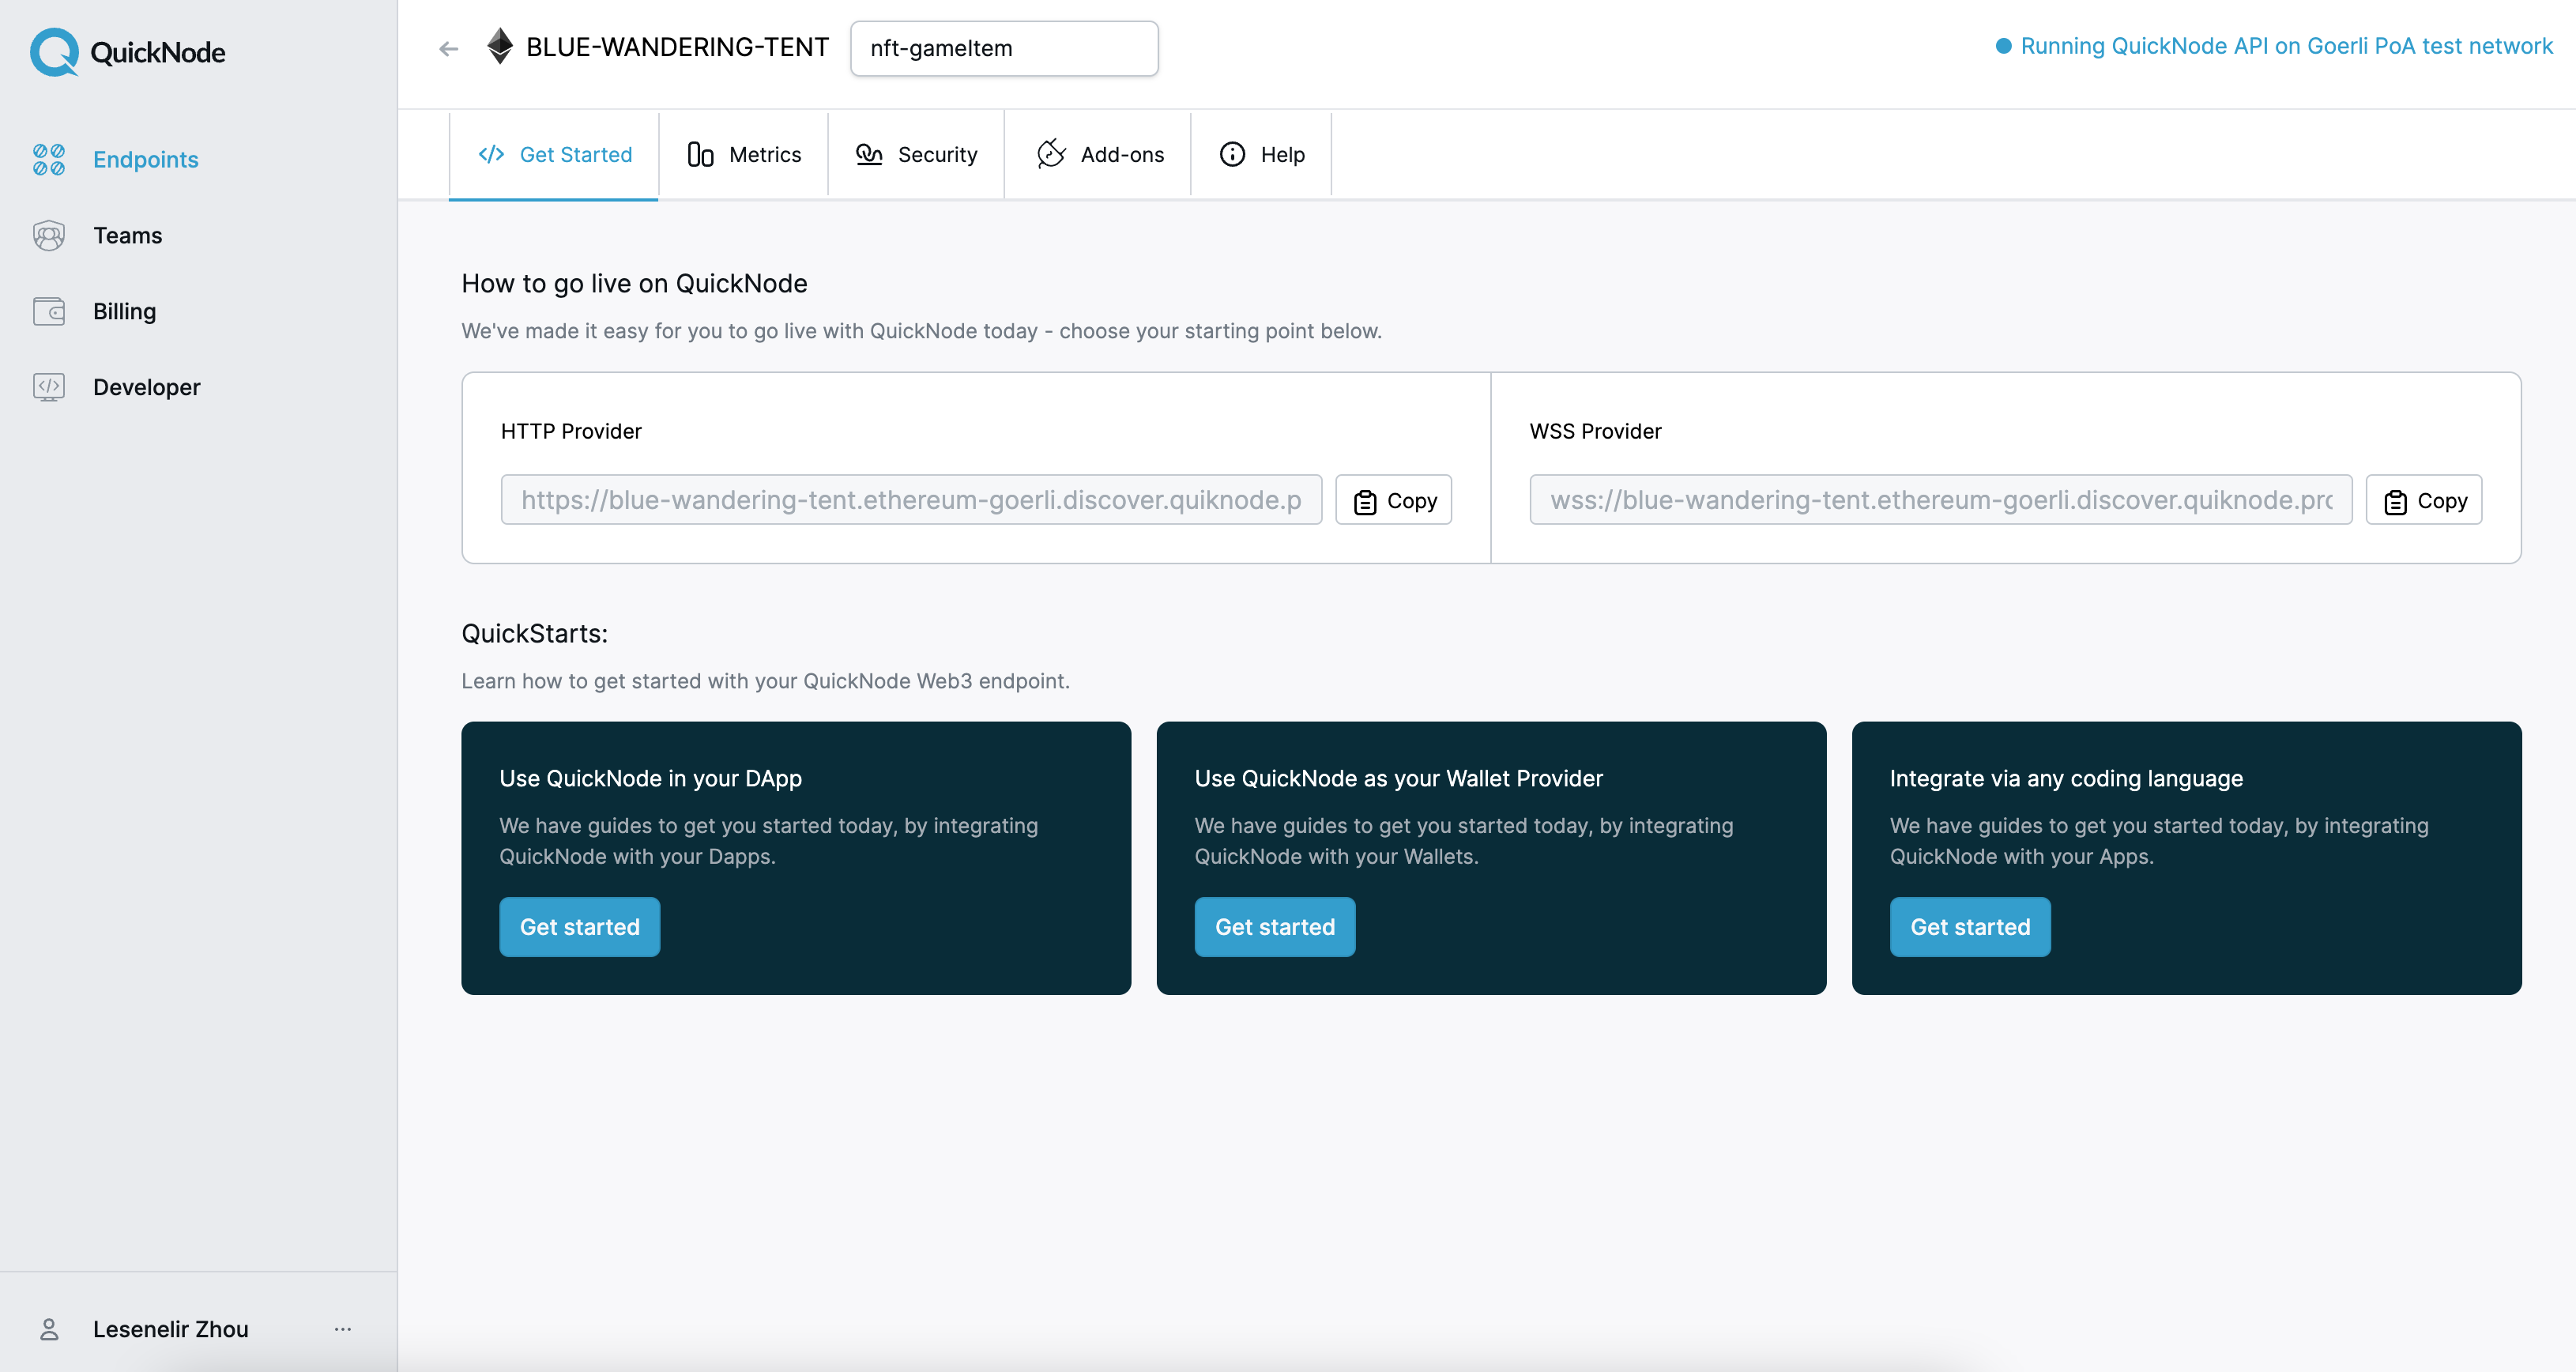 QuickNode
Endpoints
Teams
Billing
Developer
Lesenelir Zhou
BLUE-WANDERING-TENT
nft-gameItem
Running QuickNode API on Goerli PoA test network
Get Started
Metrics
Security
Add-ons
Help
How to go live on QuickNode
We've made it easy for you to go live with QuickNode today - choose your starting point below.
HTTP Provider
https://blue-wandering-tent.ethereum-goerli.discover.quiknode.p
Copy
WSS Provider
wss://blue-wandering-tent.ethereum-goerli.discover.quiknode.pro
Copy
QuickStarts:
Learn how to get started with your QuickNode Web3 endpoint.
Use QuickNode in your DApp
We have guides to get you started today, by integrating
QuickNode with your Dapps.
Get started
Use QuickNode as your Wallet Provider
We have guides to get you started today, by integrating
QuickNode with your Wallets.
Get started
Integrate via any coding language
We have guides to get you started today, by integrating
QuickNode with your Apps.
Get started